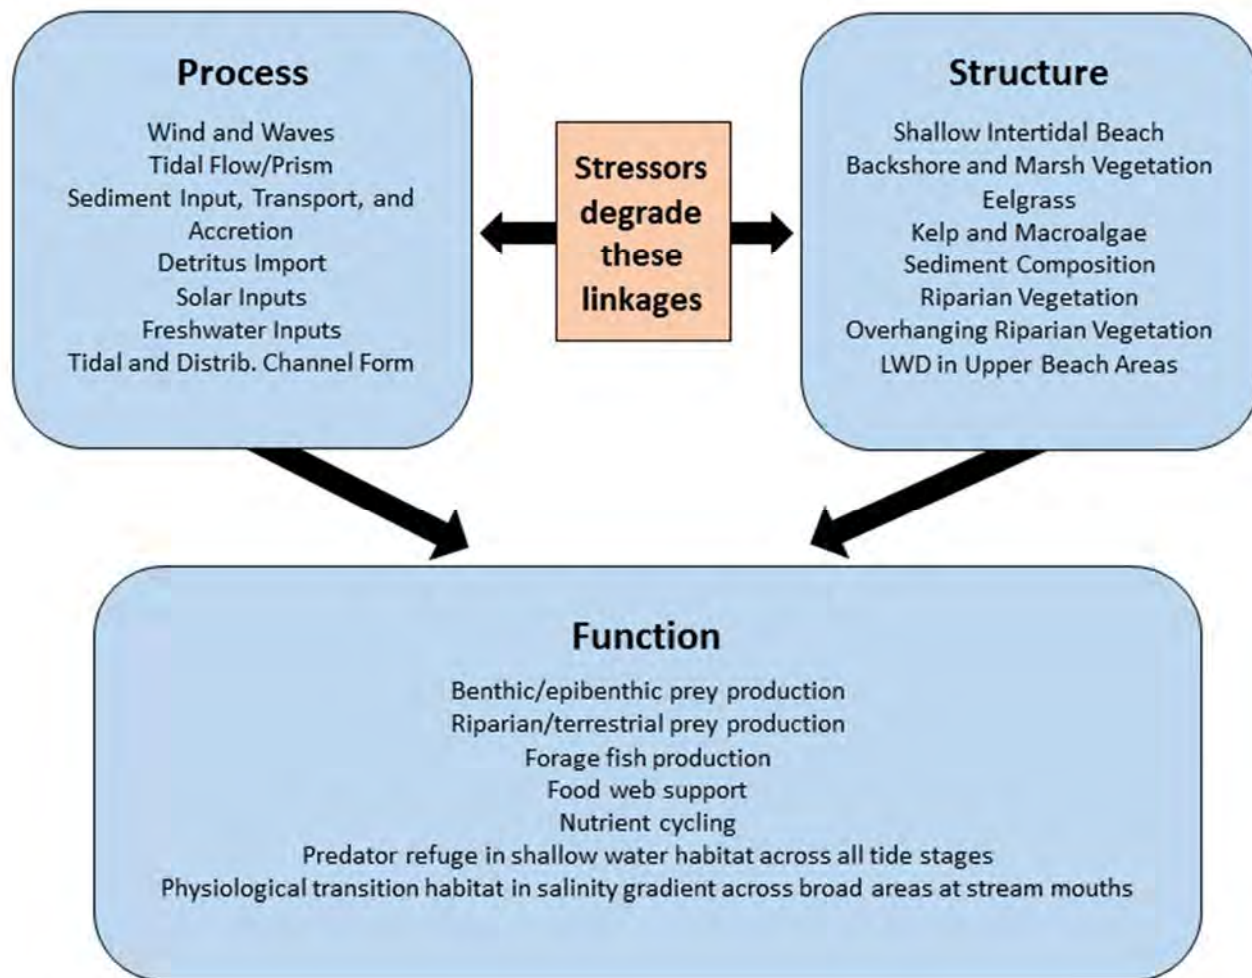 Process
Wind and Waves
Tidal Flow/Prism
Sediment Input, Transport, and
Accretion
Detritus Import
Solar Inputs
Freshwater Inputs
Tidal and Distrib. Channel Form
Stressors
degrade
these
linkages
Structure
Shallow Intertidal Beach
Backshore and Marsh Vegetation
Eelgrass
Kelp and Macroalgae
Sediment Composition
Riparian Vegetation
Overhanging Riparian Vegetation
LWD in Upper Beach Areas
Function
Benthic/epibenthic prey production
Riparian/terrestrial prey production
Forage fish production
Food web support
Nutrient cycling
Predator refuge in shallow water habitat across all tide stages
Physiological transition habitat in salinity gradient across broad areas at stream mouths